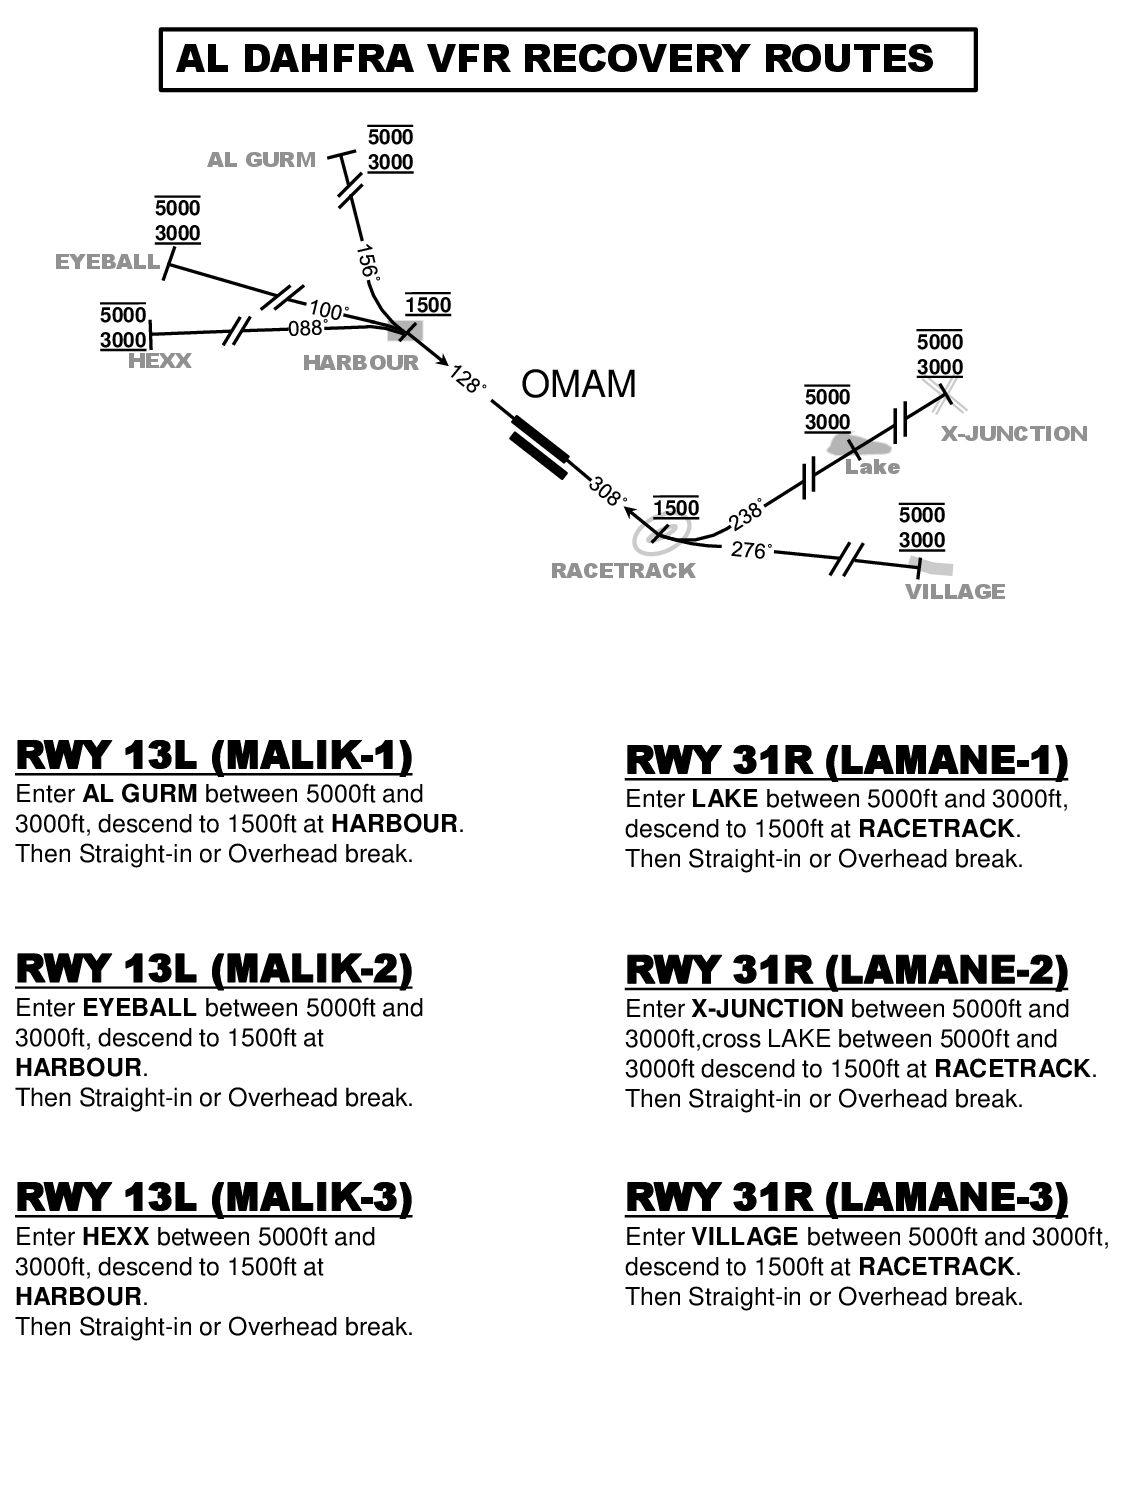 AL DAHFRA VFR RECOVERY ROUTES
5000
3000
AL GURM
5000
3000
EYEBALL
156°
5000
3000
HEXX
100°
088°
1500
HARBOUR
128°
OMAM
5000
3000
X-JUNCTION
5000
3000
Lake
308°
1500
238°
RACETRACK
276°
5000
3000
VILLAGE
RWY 13L (MALIK-1)
Enter AL GURM between 5000ft and
3000ft, descend to 1500ft at HARBOUR.
Then Straight-in or Overhead break.
RWY 13L (MALIK-2)
Enter EYEBALL between 5000ft and
3000ft, descend to 1500ft at
HARBOUR.
Then Straight-in or Overhead break.
RWY 13L (MALIK-3)
Enter HEXX between 5000ft and
3000ft, descend to 1500ft at
HARBOUR.
Then Straight-in or Overhead break.
RWY 31R (LAMANE-1)
Enter LAKE between 5000ft and 3000ft,
descend to 1500ft at RACETRACK.
Then Straight-in or Overhead break.
RWY 31R (LAMANE-2)
Enter X-JUNCTION between 5000ft and
3000ft,cross LAKE between 5000ft and
3000ft descend to 1500ft at RACETRACK.
Then Straight-in or Overhead break.
RWY 31R (LAMANE-3)
Enter VILLAGE between 5000ft and 3000ft,
descend to 1500ft at RACETRACK.
Then Straight-in or Overhead break.